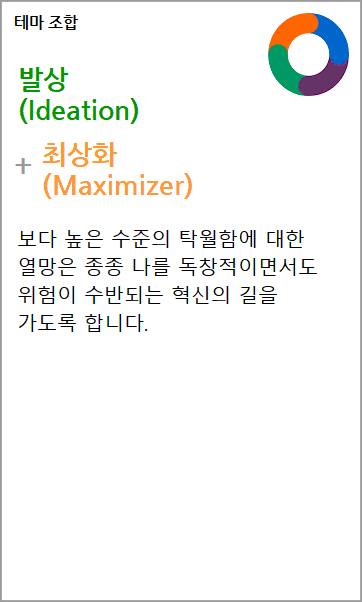 테마 조합
발상
(Ideation)
+ 최상화
(Maximizer)
보다 높은 수준의 탁월함에 대한
열망은 종종 나를 독창적이면서도
위험이 수반되는 혁신의 길을
가도록 합니다.